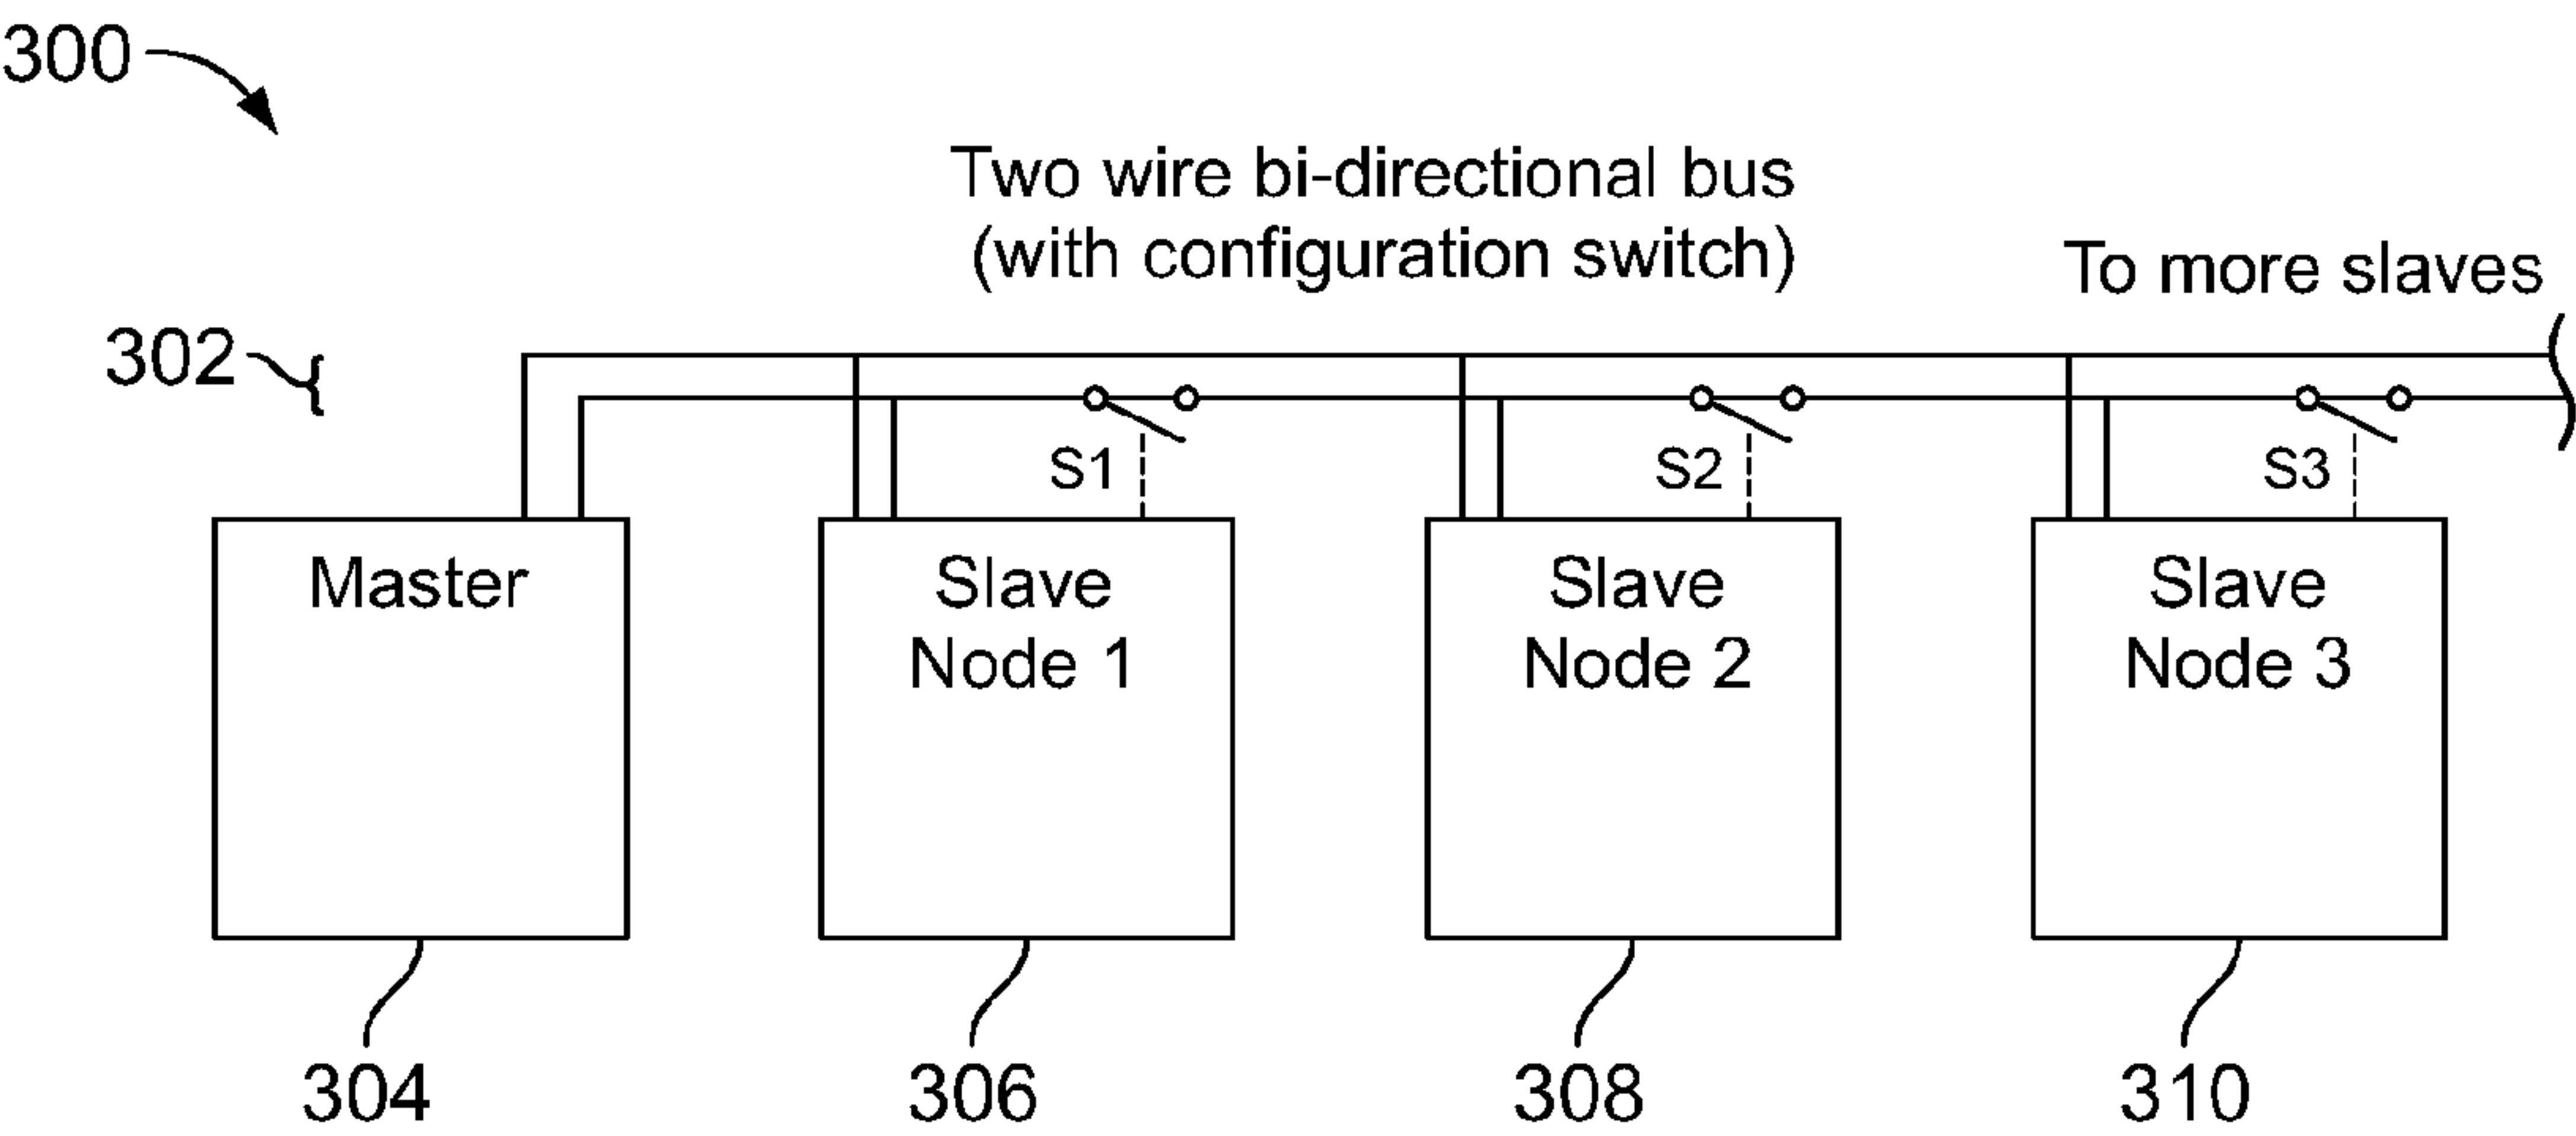 300
Two wire bi-directional bus
(with configuration switch)
To more slaves
302
S1
S2
S3
Master
Slave
Node 1
Slave
Node 2
Slave
Node 3
304
306
308
310